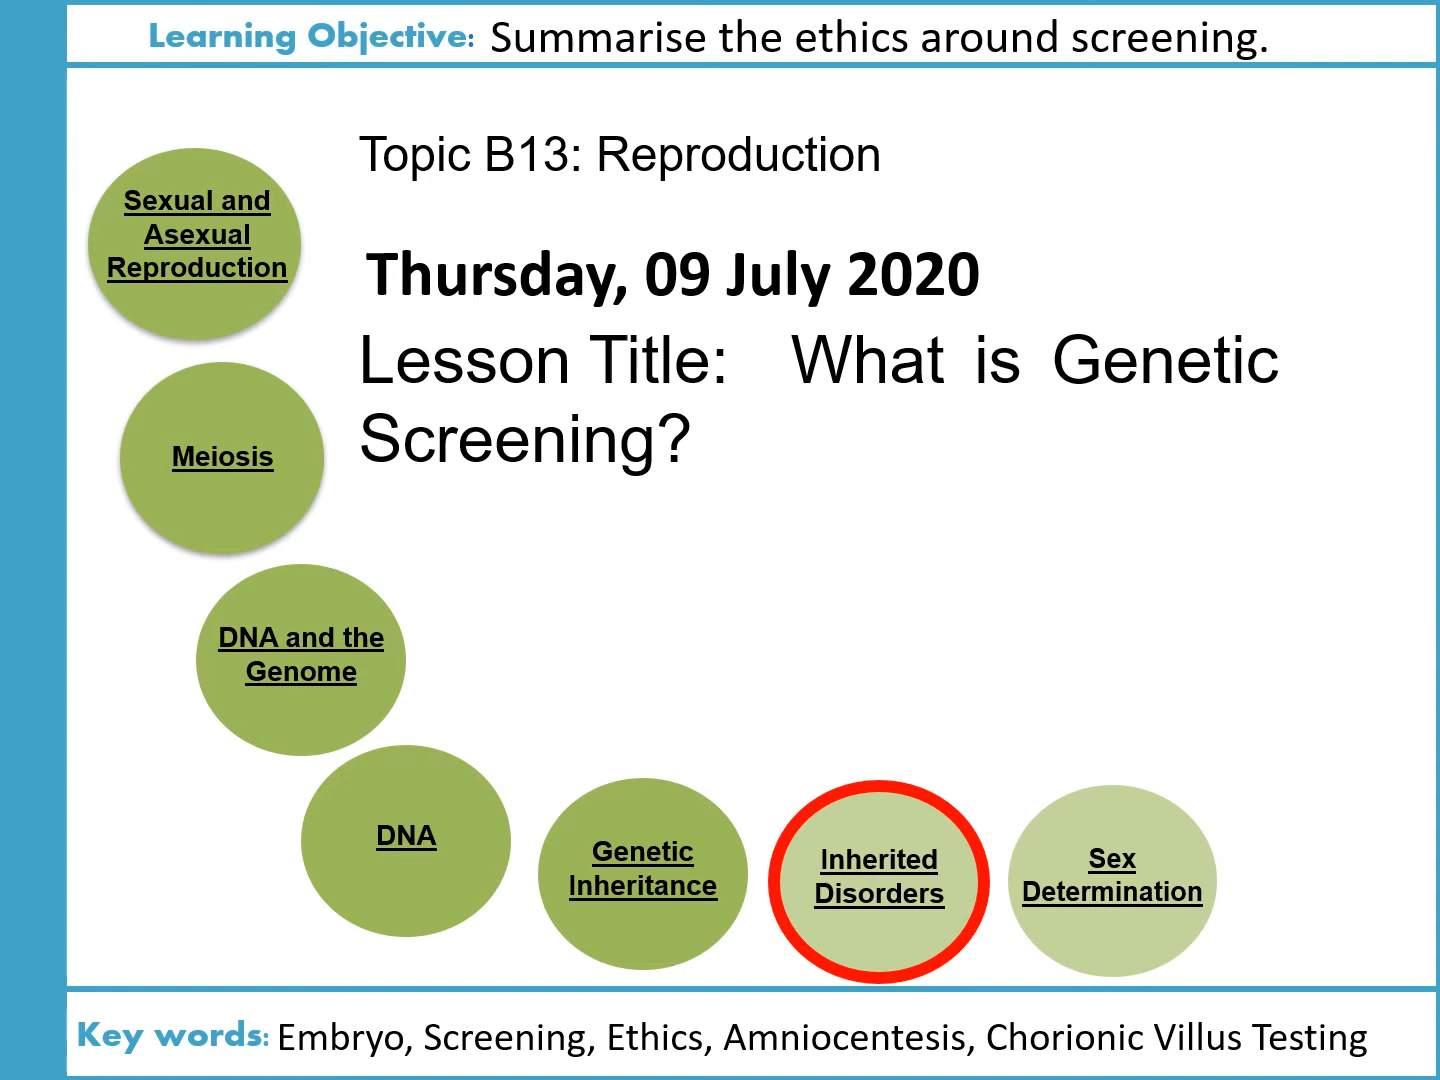 Learning Objective: Summarise the ethics around screening.
Topic B13: Reproduction
Thursday, 09 July 2020
Lesson Title: What is Genetic
Screening?
Sexual and
Asexual
Reproduction
Meiosis
DNA and the
Genome
DNA
Genetic
Inheritance
Inherited
Disorders
Sex
Determination
Key words: Embryo, Screening, Ethics, Amniocentesis, Chorionic Villus Testing